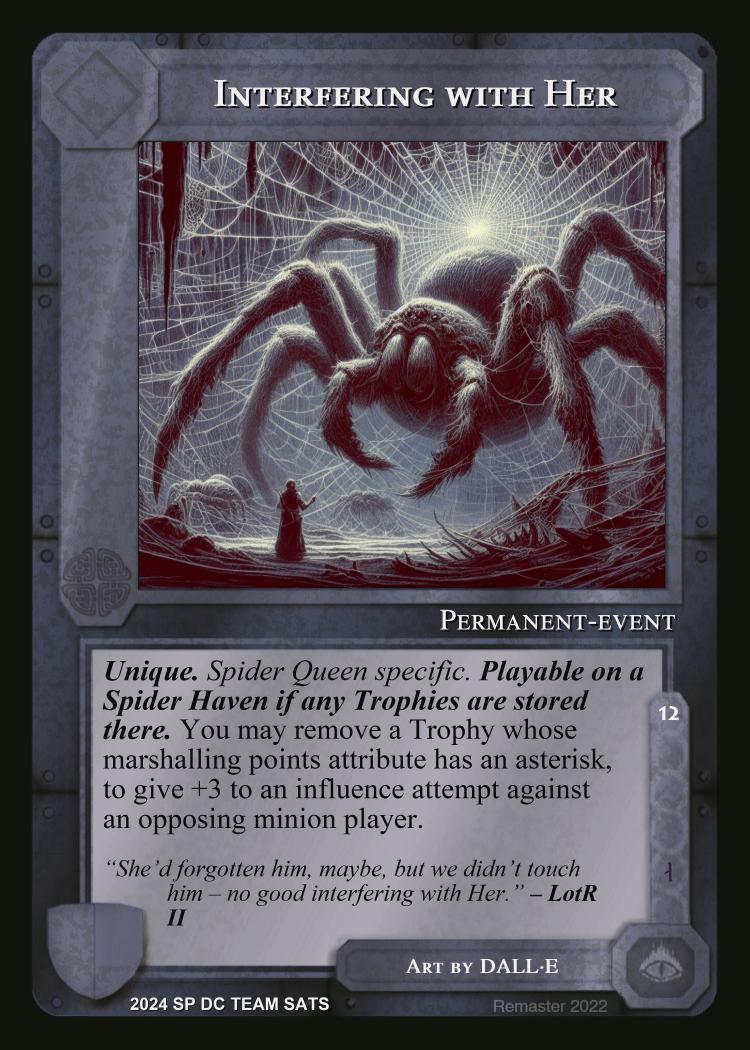 Interfering with Her
Permanent-event
Unique. Spider Queen specific. Playable on a
Spider Haven if any Trophies are stored
there. You may remove a Trophy whose
marshalling points attribute has an asterisk,
to give +3 to an influence attempt against
an opposing minion player.
12
“She’d forgotten him, maybe, but we didn’t touch
him – no good interfering with Her.” – LotR
II
Art by DALL·E
2024 SP DC TEAM SATS
Remaster 2022